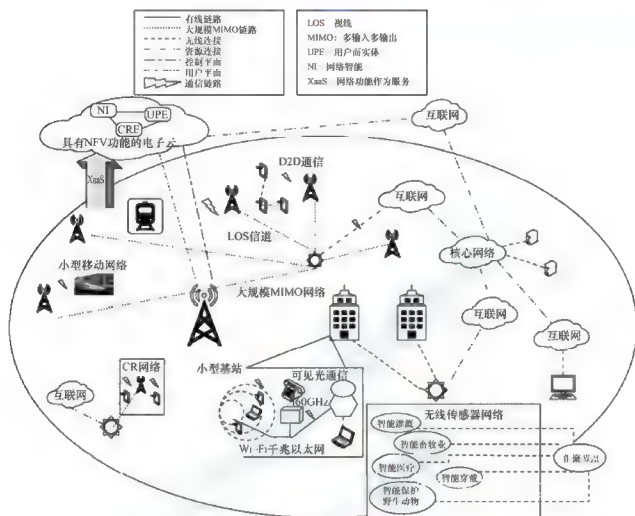 有线链路
大规模MIMO链路
无线连接
资源连接
控制平面
用户平面
通信链路
LOS 视线
MIMO：多输入多输出
UPF 用户面实体
NI 网络智能
XaaS 网络功能作为服务
NI
UPE
CRE
具有NFV功能的电子云
XaaS
互联网
D2D通信
LOS信道
互联网
核心网络
小型移动网络
大规模MIMO网络
互联网
互联网
CR网络
互联网
小型基站
可见光通信
60GHz
Wi-Fi千兆以太网
无线传感器网络
智能灌溉
智能畜牧业
智能医疗
智能穿戴
智能保护
野生动物
节点